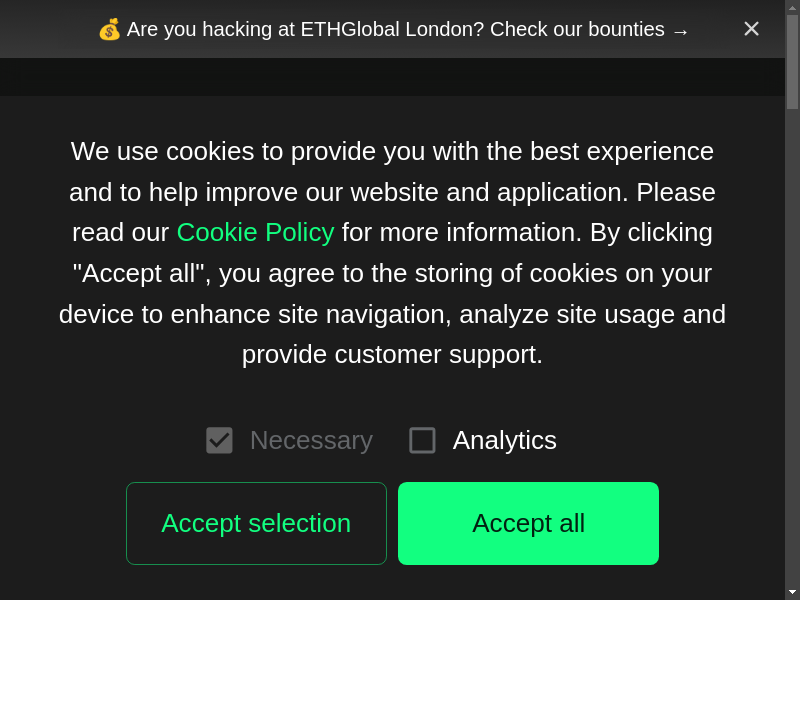 💰 Are you hacking at ETHGlobal London? Check our bounties →
We use cookies to provide you with the best experience
and to help improve our website and application. Please
read our Cookie Policy for more information. By clicking
"Accept all", you agree to the storing of cookies on your
device to enhance site navigation, analyze site usage and
provide customer support.
Necessary Analytics
Accept selection Accept all